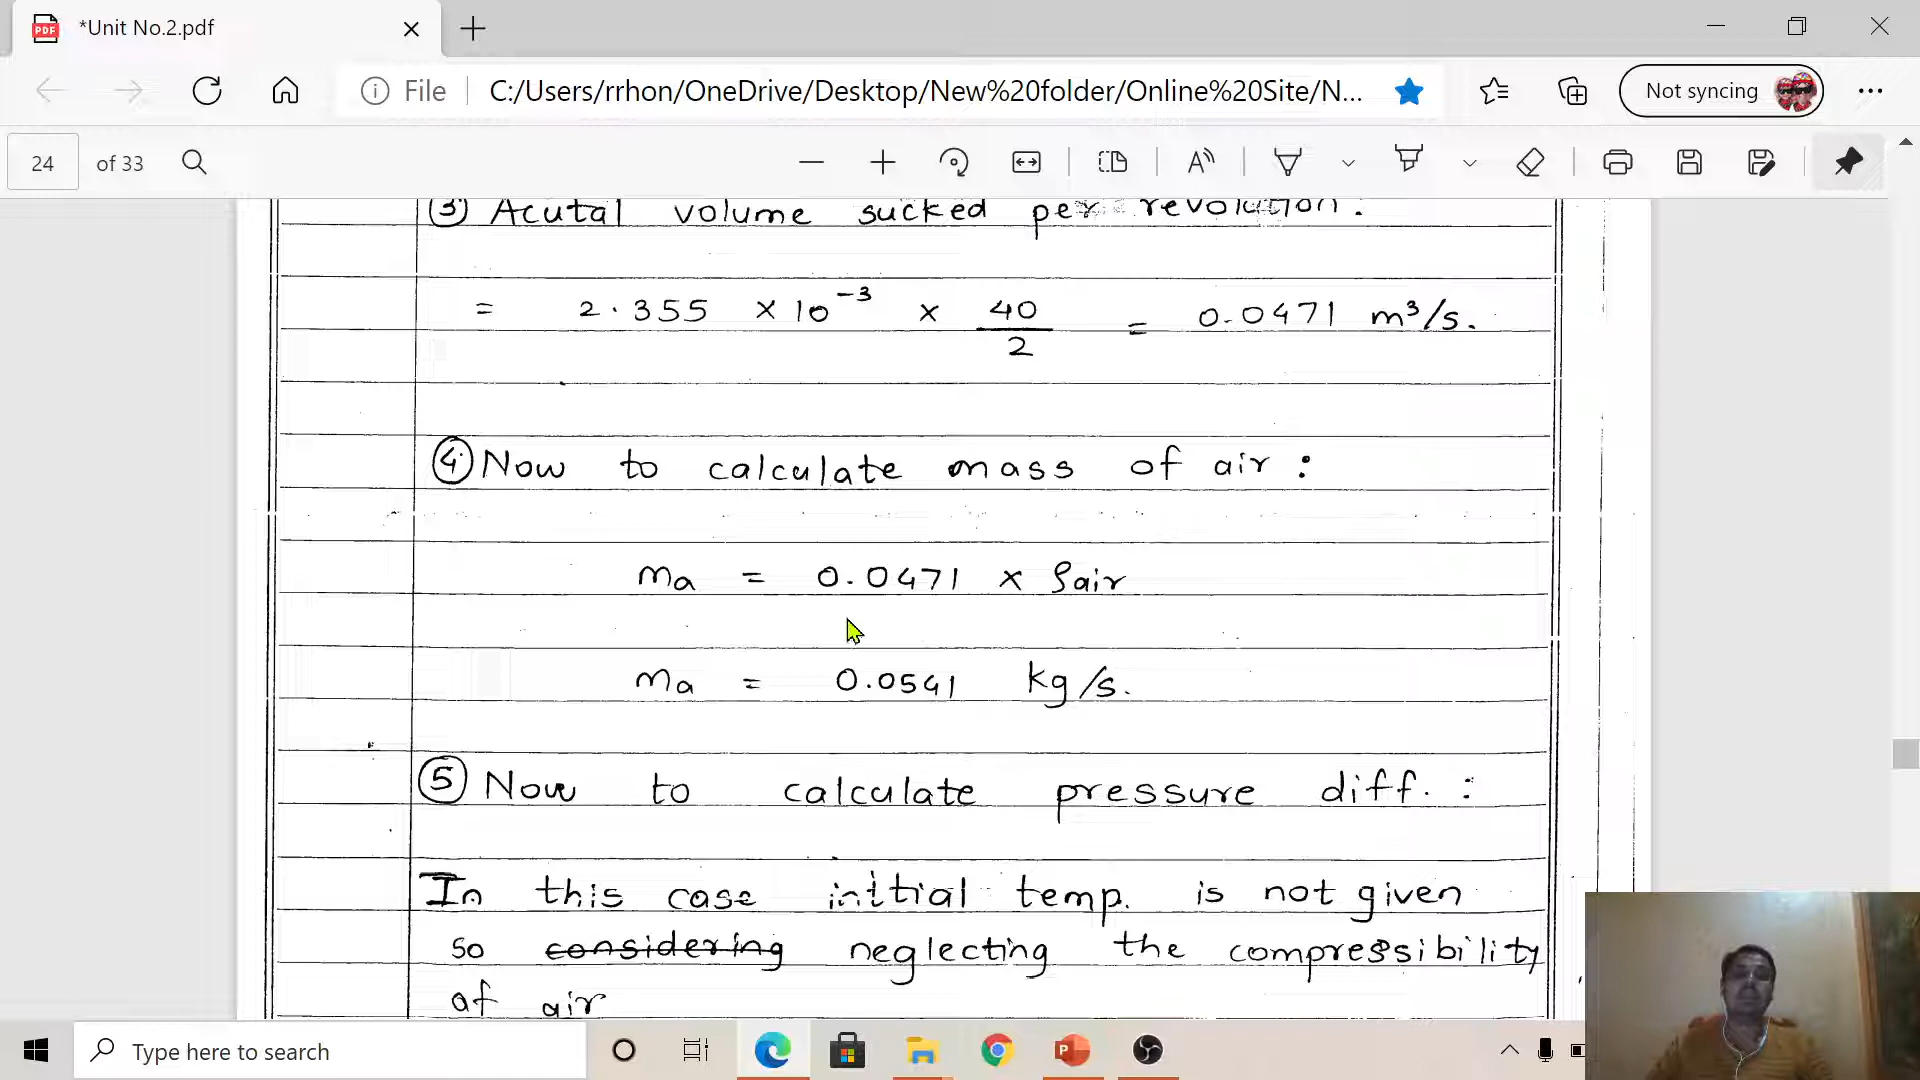 *Unit No.2.pdf
File
C:/Users/rrhon/OneDrive/Desktop/New%20folder/Online%20Site/N...
Not syncing
24 of 33
③ Acutal volume sucked per revolution.
= 2.355 × 10⁻³ × 40/2 = 0.0471 m³/s.
④ Now to calculate mass of air :
ma = 0.0471 × ρair
ma = 0.0541 kg/s.
⑤ Now to calculate pressure diff. :
In this case initial temp. is not given
so considering neglecting the compressibility
of air
Type here to search